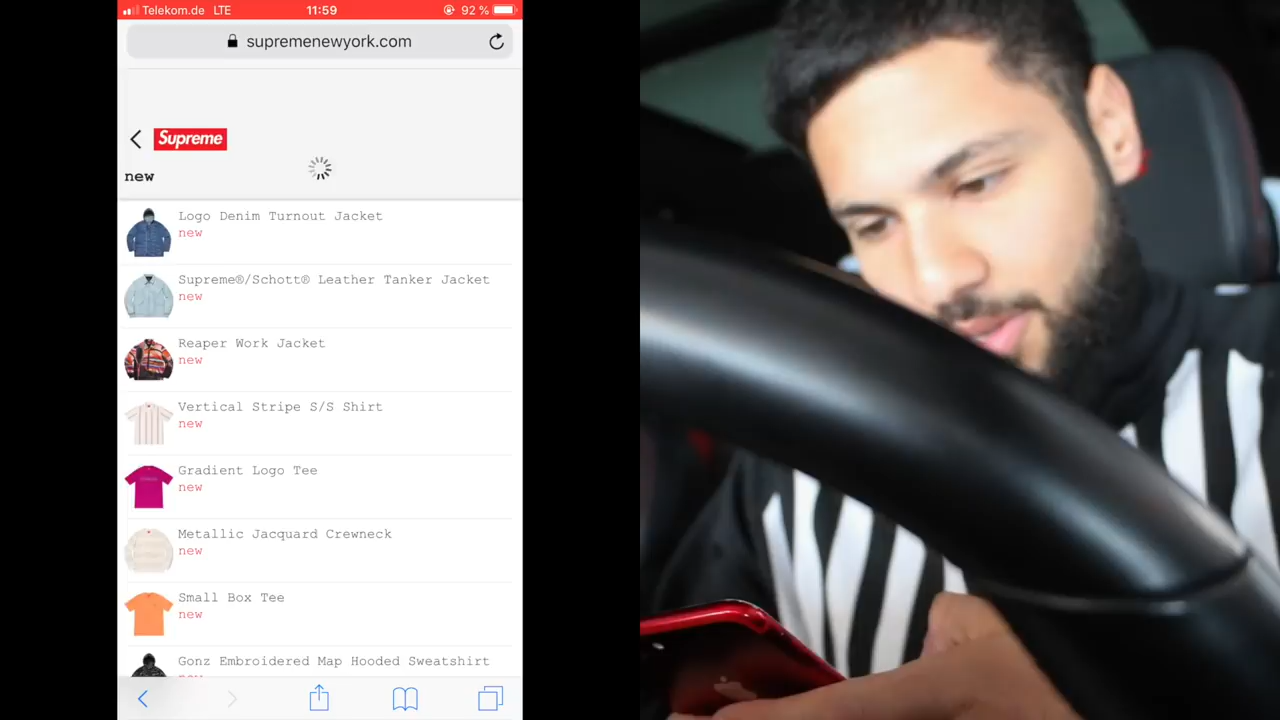 Telekom.de LTE 11:59 92 %
supremenewyork.com
Supreme
new
Logo Denim Turnout Jacket
new
Supreme®/Schott® Leather Tanker Jacket
new
Reaper Work Jacket
new
Vertical Stripe S/S Shirt
new
Gradient Logo Tee
new
Metallic Jacquard Crewneck
new
Small Box Tee
new
Gonz Embroidered Map Hooded Sweatshirt